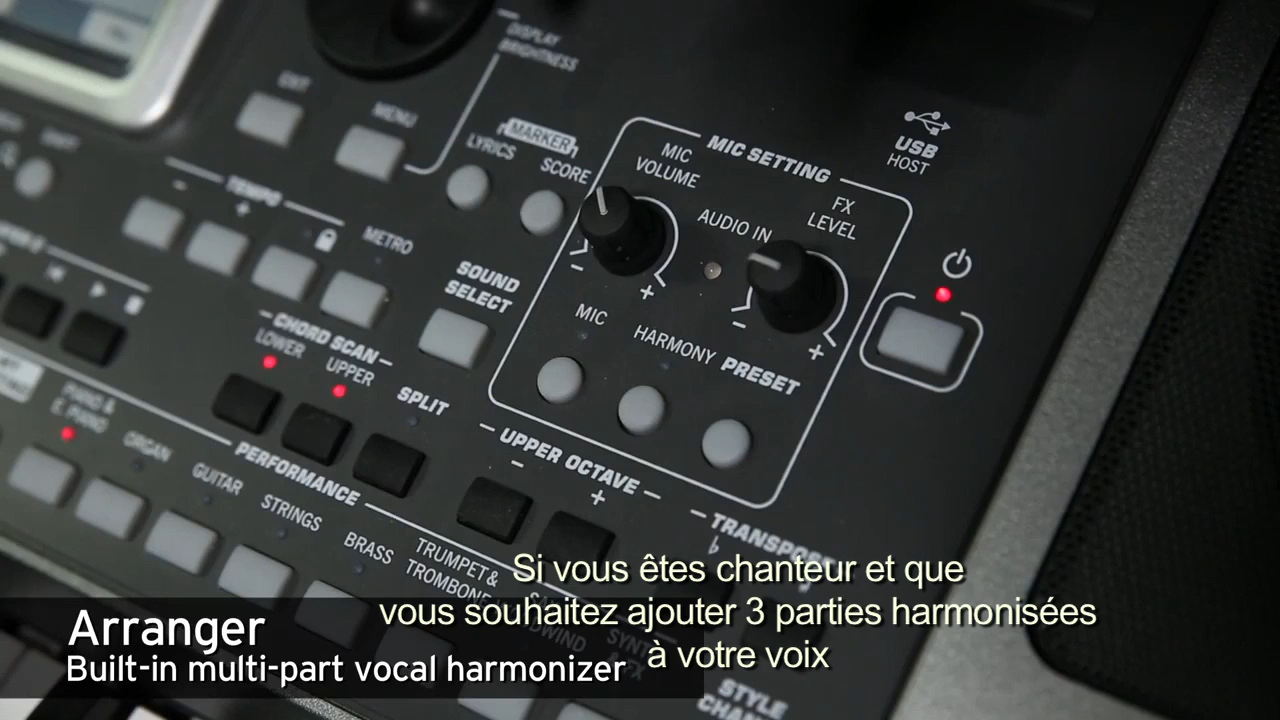 DISPLAY
BRIGHTNESS
EXIT
MENU
MARKER
LYRICS
SCORE
MIC SETTING
MIC
VOLUME
AUDIO IN
FX
LEVEL
USB
HOST
- TEMPO +
METRO
SOUND
SELECT
- +
- +
MIC
HARMONY
PRESET
CHORD SCAN
LOWER
UPPER
SPLIT
UPPER OCTAVE
- +
PIANO &
E. PIANO
ORGAN
PERFORMANCE
GUITAR
STRINGS
BRASS
TRUMPET &
TROMBONE
TRANSPOSE
♭
SYNTH
& FX
STYLE
Si vous êtes chanteur et que
vous souhaitez ajouter 3 parties harmonisées
à votre voix
Arranger
Built-in multi-part vocal harmonizer